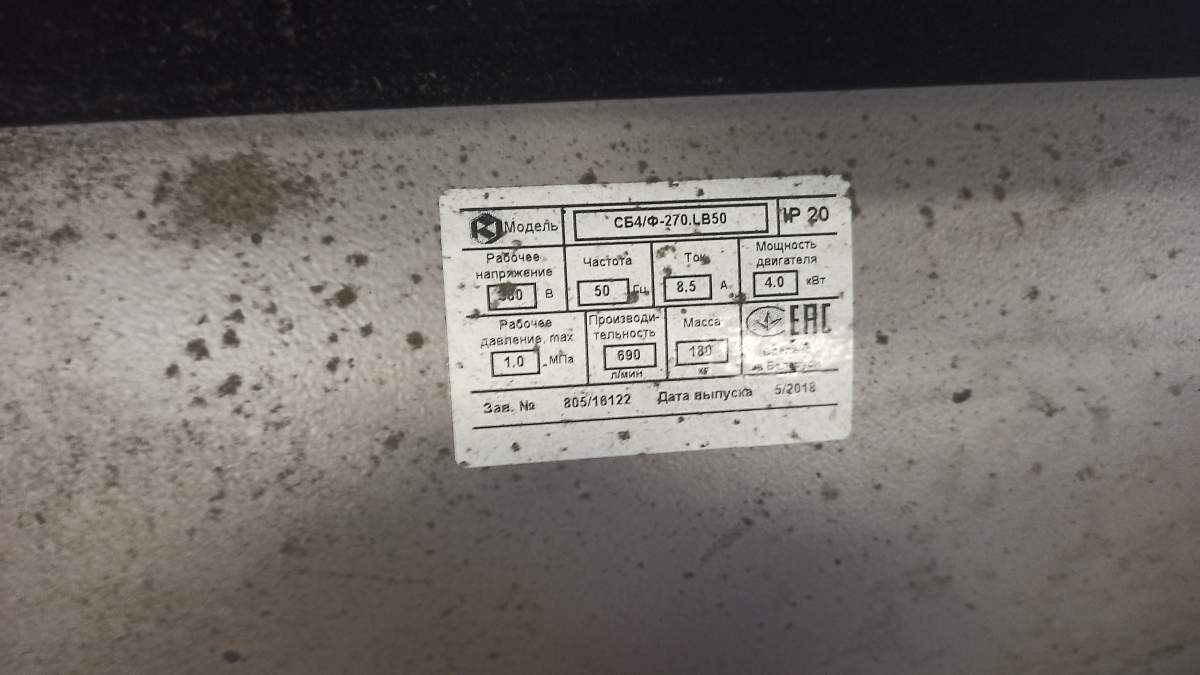 Модель СБ4/Ф-270.LB50 IP 20
Рабочее напряжение 380 В
Частота 50 Гц
Ток 8.5 А
Мощность двигателя 4.0 кВт
Рабочее давление, max 1.0 МПа
Производи-
тельность 690 л/мин
Масса 180 кг
EAC
Зав. № 805/18122 Дата выпуска 5/2018